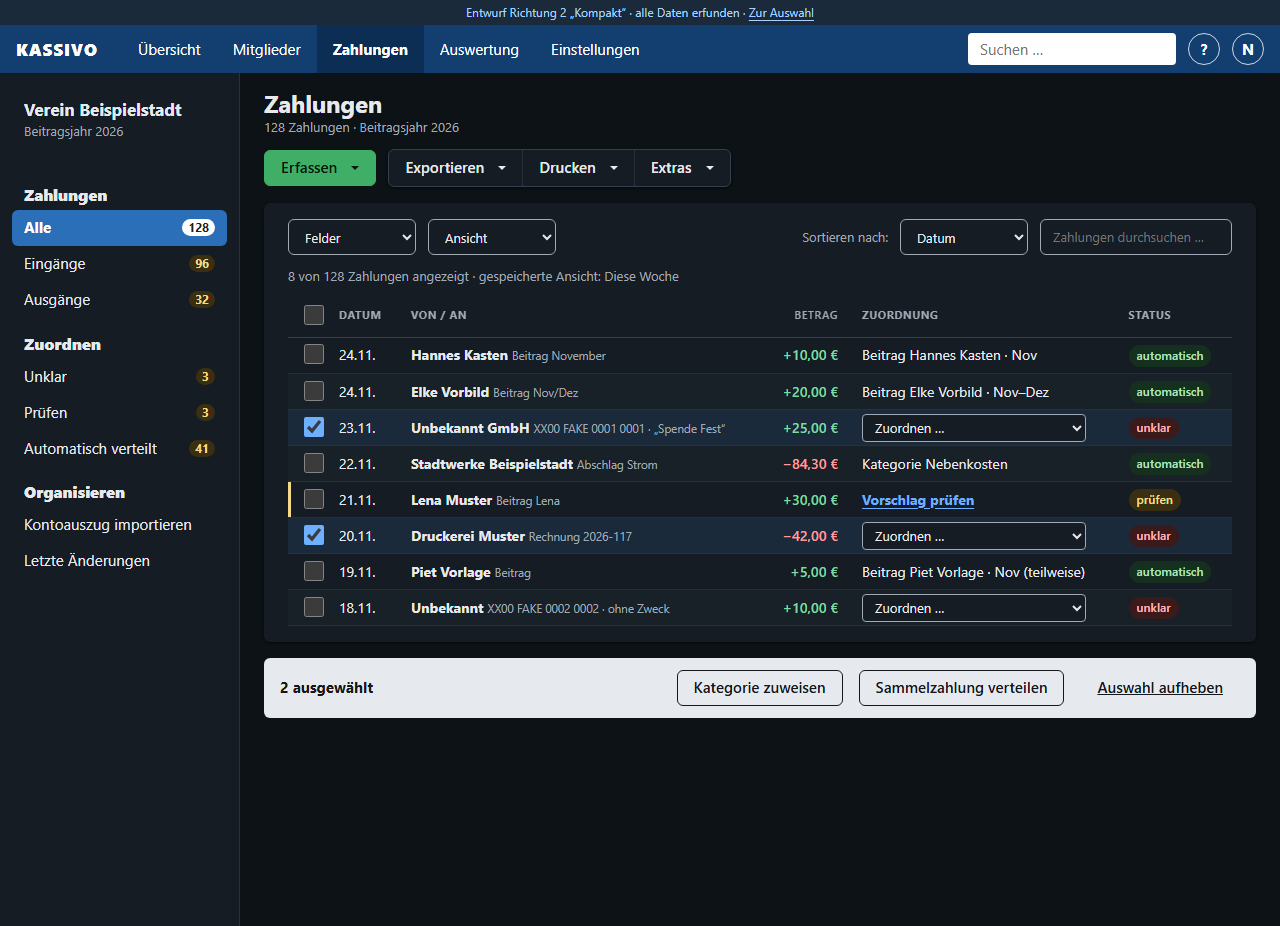 Entwurf Richtung 2 „Kompakt“ · alle Daten erfunden · Zur Auswahl
KASSIVO Übersicht Mitglieder Zahlungen Auswertung Einstellungen Suchen ... ? N
Verein Beispielstadt
Beitragsjahr 2026
Zahlungen
Alle 128
Eingänge 96
Ausgänge 32
Zuordnen
Unklar 3
Prüfen 3
Automatisch verteilt 41
Organisieren
Kontoauszug importieren
Letzte Änderungen
Zahlungen
128 Zahlungen · Beitragsjahr 2026
Erfassen Exportieren Drucken Extras
Felder Ansicht Sortieren nach: Datum Zahlungen durchsuchen ...
8 von 128 Zahlungen angezeigt · gespeicherte Ansicht: Diese Woche
DATUM VON / AN BETRAG ZUORDNUNG STATUS
24.11. Hannes Kasten Beitrag November +10,00 € Beitrag Hannes Kasten · Nov automatisch
24.11. Elke Vorbild Beitrag Nov/Dez +20,00 € Beitrag Elke Vorbild · Nov–Dez automatisch
23.11. Unbekannt GmbH XX00 FAKE 0001 0001 · „Spende Fest“ +25,00 € Zuordnen ... unklar
22.11. Stadtwerke Beispielstadt Abschlag Strom −84,30 € Kategorie Nebenkosten automatisch
21.11. Lena Muster Beitrag Lena +30,00 € Vorschlag prüfen prüfen
20.11. Druckerei Muster Rechnung 2026-117 −42,00 € Zuordnen ... unklar
19.11. Piet Vorlage Beitrag +5,00 € Beitrag Piet Vorlage · Nov (teilweise) automatisch
18.11. Unbekannt XX00 FAKE 0002 0002 · ohne Zweck +10,00 € Zuordnen ... unklar
2 ausgewählt Kategorie zuweisen Sammelzahlung verteilen Auswahl aufheben